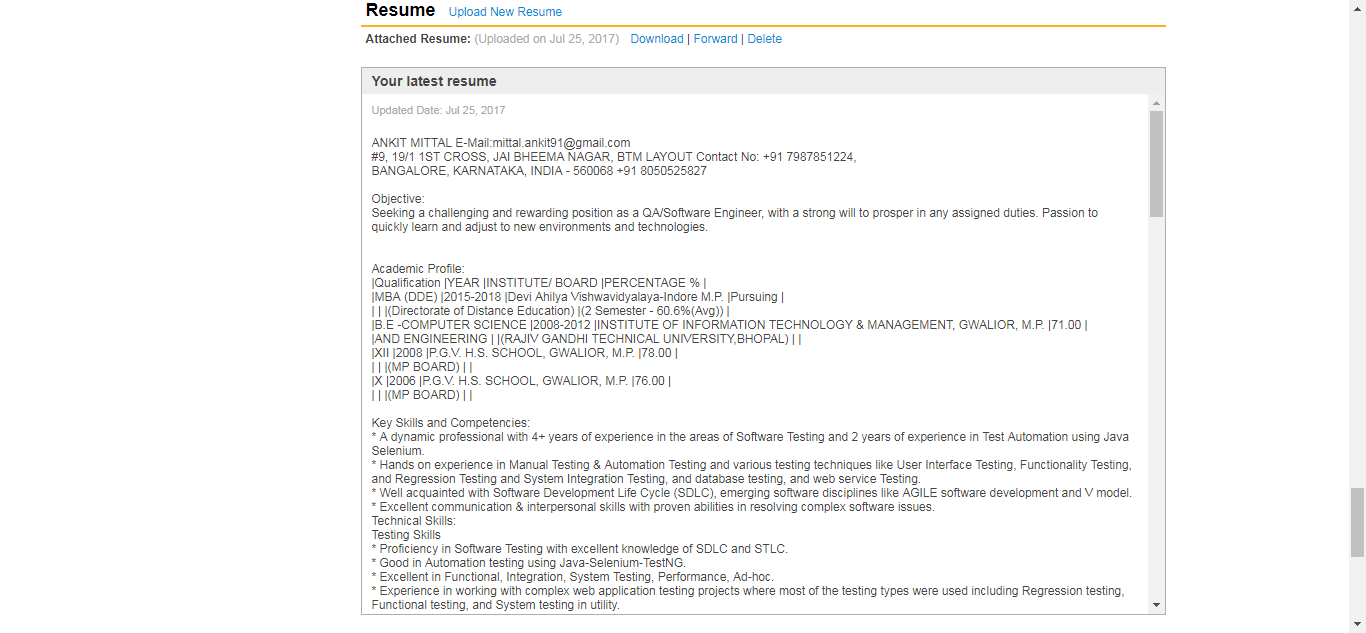 Resume Upload New Resume
Attached Resume: (Uploaded on Jul 25, 2017) Download | Forward | Delete
Your latest resume
Updated Date: Jul 25, 2017
ANKIT MITTAL E-Mail:mittal.ankit91@gmail.com
#9, 19/1 1ST CROSS, JAI BHEEMA NAGAR, BTM LAYOUT Contact No: +91 7987851224,
BANGALORE, KARNATAKA, INDIA - 560068 +91 8050525827
Objective:
Seeking a challenging and rewarding position as a QA/Software Engineer, with a strong will to prosper in any assigned duties. Passion to
quickly learn and adjust to new environments and technologies.
Academic Profile:
|Qualification |YEAR |INSTITUTE/ BOARD |PERCENTAGE % |
|MBA (DDE) |2015-2018 |Devi Ahilya Vishwavidyalaya-Indore M.P. |Pursuing |
| | |(Directorate of Distance Education) |(2 Semester - 60.6%(Avg)) |
|B.E -COMPUTER SCIENCE |2008-2012 |INSTITUTE OF INFORMATION TECHNOLOGY & MANAGEMENT, GWALIOR, M.P. |71.00 |
|AND ENGINEERING | |(RAJIV GANDHI TECHNICAL UNIVERSITY,BHOPAL) | |
|XII |2008 |P.G.V. H.S. SCHOOL, GWALIOR, M.P. |78.00 |
| | |(MP BOARD) | |
|X |2006 |P.G.V. H.S. SCHOOL, GWALIOR, M.P. |76.00 |
| | |(MP BOARD) | |
Key Skills and Competencies:
* A dynamic professional with 4+ years of experience in the areas of Software Testing and 2 years of experience in Test Automation using Java
Selenium.
* Hands on experience in Manual Testing & Automation Testing and various testing techniques like User Interface Testing, Functionality Testing,
and Regression Testing and System Integration Testing, and database testing, and web service Testing.
* Well acquainted with Software Development Life Cycle (SDLC), emerging software disciplines like AGILE software development and V model.
* Excellent communication & interpersonal skills with proven abilities in resolving complex software issues.
Technical Skills:
Testing Skills
* Proficiency in Software Testing with excellent knowledge of SDLC and STLC.
* Good in Automation testing using Java-Selenium-TestNG.
* Excellent in Functional, Integration, System Testing, Performance, Ad-hoc.
* Experience in working with complex web application testing projects where most of the testing types were used including Regression testing,
Functional testing, and System testing in utility.